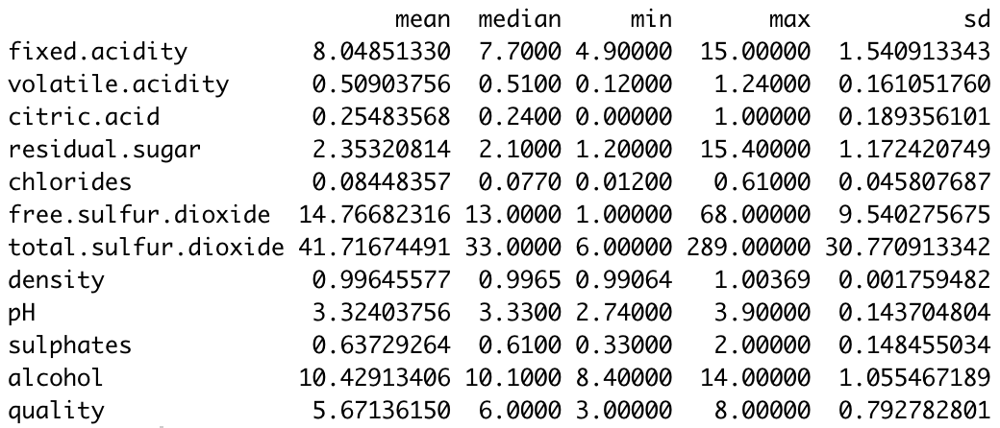 mean median min max sd
fixed.acidity 8.04851330 7.7000 4.90000 15.00000 1.540913343
volatile.acidity 0.50903756 0.5100 0.12000 1.24000 0.161051760
citric.acid 0.25483568 0.2400 0.00000 1.00000 0.189356101
residual.sugar 2.35320814 2.1000 1.20000 15.40000 1.172420749
chlorides 0.08448357 0.0770 0.01200 0.61000 0.045807687
free.sulfur.dioxide 14.76682316 13.0000 1.00000 68.00000 9.540275675
total.sulfur.dioxide 41.71674491 33.0000 6.00000 289.00000 30.770913342
density 0.99645577 0.9965 0.99064 1.00369 0.001759482
pH 3.32403756 3.3300 2.74000 3.90000 0.143704804
sulphates 0.63729264 0.6100 0.33000 2.00000 0.148455034
alcohol 10.42913406 10.1000 8.40000 14.00000 1.055467189
quality 5.67136150 6.0000 3.00000 8.00000 0.792782801